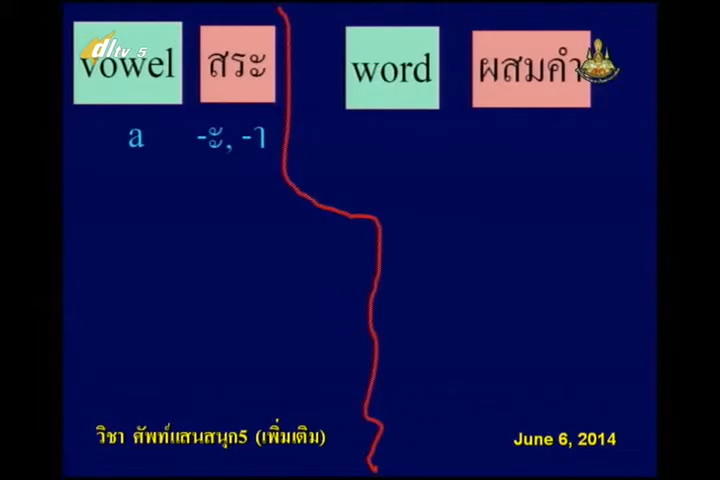 dltv 5
vowel สระ word ผสมคำ
a -ะ, -า
วิชา ศัพท์แสนสนุก5 (เพิ่มเติม) June 6, 2014